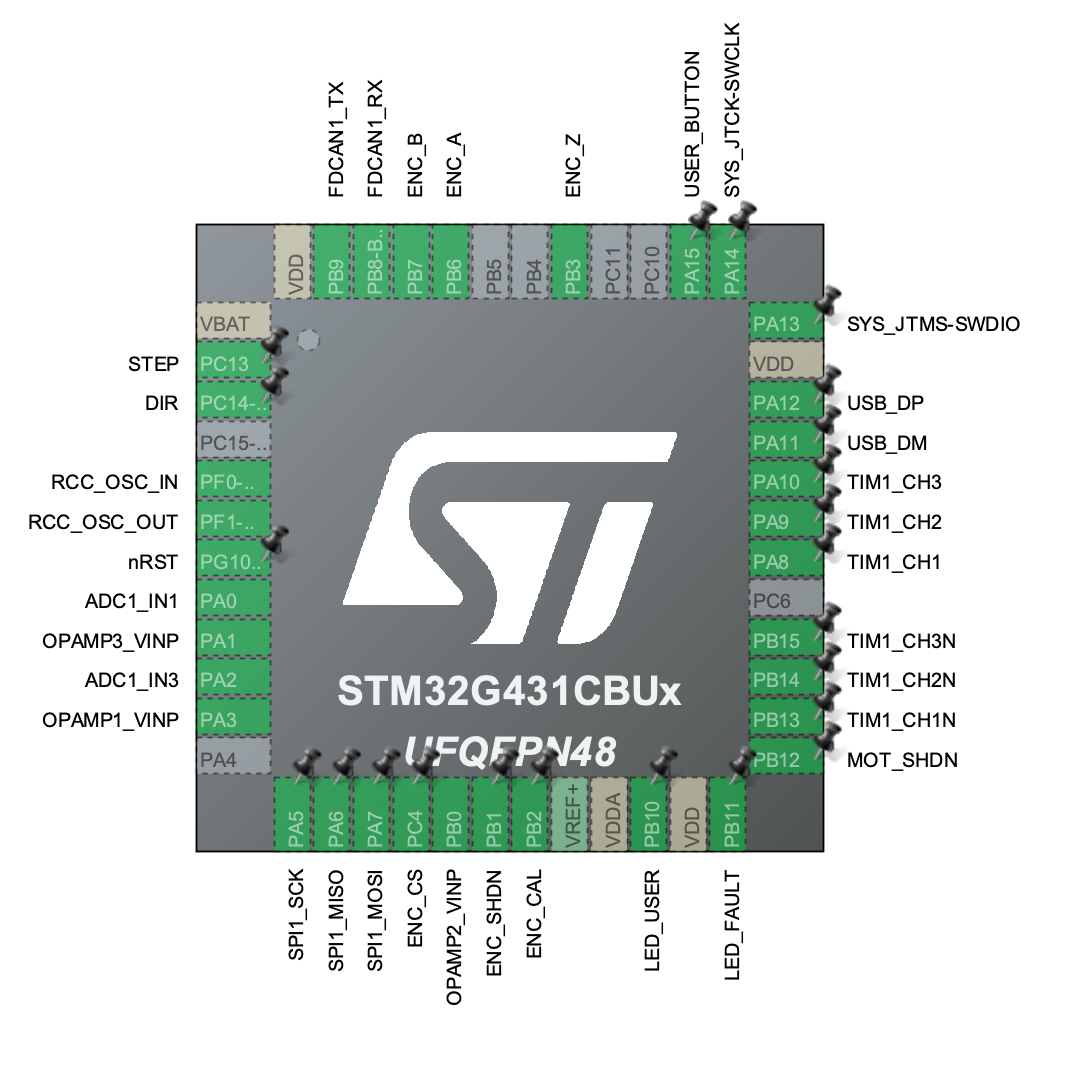 FDCAN1_TX
FDCAN1_RX
ENC_B
ENC_A
ENC_Z
USER_BUTTON
SYS_JTCK-SWCLK
VDD
PB9
PB8-B..
PB7
PB6
PB5
PB4
PB3
PC11
PC10
PA15
PA14
VBAT
STEP PC13
DIR PC14-..
PC15-..
RCC_OSC_IN PF0-..
RCC_OSC_OUT PF1-..
nRST PG10..
ADC1_IN1 PA0
OPAMP3_VINP PA1
ADC1_IN3 PA2
OPAMP1_VINP PA3
PA4
PA13 SYS_JTMS-SWDIO
VDD
PA12 USB_DP
PA11 USB_DM
PA10 TIM1_CH3
PA9 TIM1_CH2
PA8 TIM1_CH1
PC6
PB15 TIM1_CH3N
PB14 TIM1_CH2N
PB13 TIM1_CH1N
PB12 MOT_SHDN
ST
STM32G431CBUx
UFQFPN48
PA5
PA6
PA7
PC4
PB0
PB1
PB2
VREF+
VDDA
PB10
VDD
PB11
SPI1_SCK
SPI1_MISO
SPI1_MOSI
ENC_CS
OPAMP2_VINP
ENC_SHDN
ENC_CAL
LED_USER
LED_FAULT